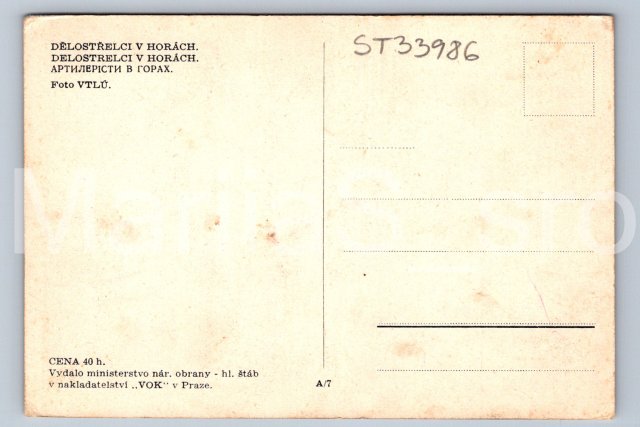 DĚLOSTŘELCI V HORÁCH.
DELOSTRELCI V HORÁCH.
АРТИЛЕРІСТИ В ГОРАХ.
Foto VTLÚ.
ST33986
CENA 40 h.
Vydalo ministerstvo nár. obrany - hl. štáb
v nakladatelství „VOK" v Praze.
A/7